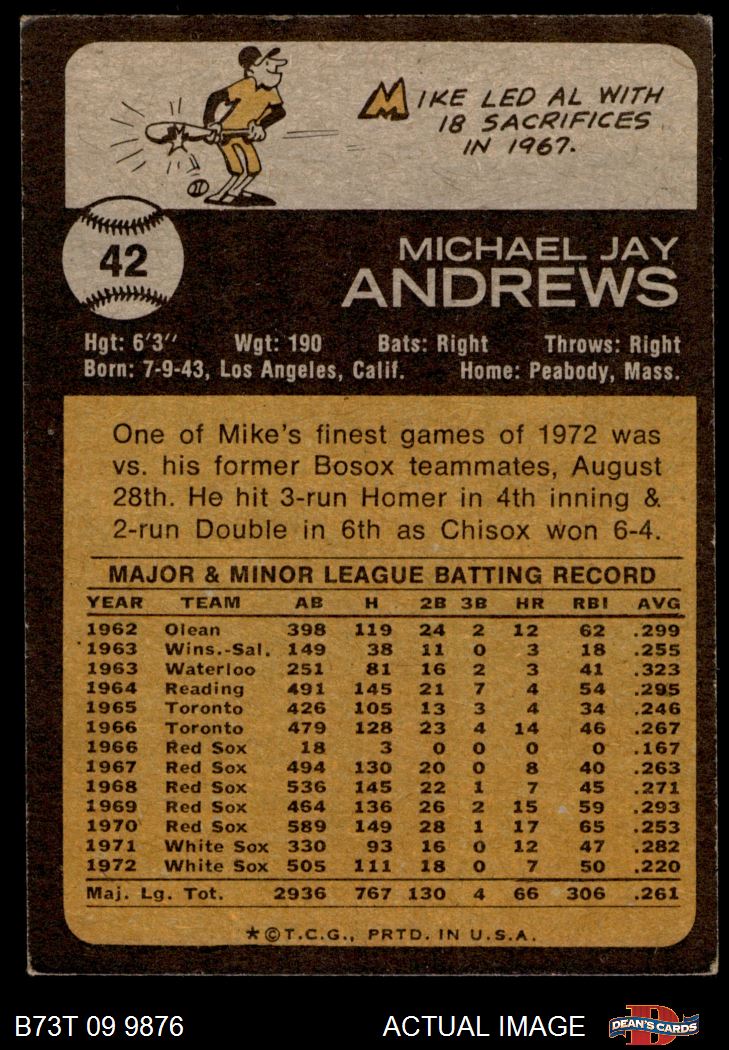 MIKE LED AL WITH
18 SACRIFICES
IN 1967.
42
MICHAEL JAY
ANDREWS
Hgt: 6'3" Wgt: 190 Bats: Right Throws: Right
Born: 7-9-43, Los Angeles, Calif. Home: Peabody, Mass.
One of Mike's finest games of 1972 was
vs. his former Bosox teammates, August
28th. He hit 3-run Homer in 4th inning &
2-run Double in 6th as Chisox won 6-4.
MAJOR & MINOR LEAGUE BATTING RECORD
YEAR TEAM AB H 2B 3B HR RBI AVG
1962 Olean 398 119 24 2 12 62 .299
1963 Wins.-Sal. 149 38 11 0 3 18 .255
1963 Waterloo 251 81 16 2 3 41 .323
1964 Reading 491 145 21 7 4 54 .295
1965 Toronto 426 105 13 3 4 34 .246
1966 Toronto 479 128 23 4 14 46 .267
1966 Red Sox 18 3 0 0 0 0 .167
1967 Red Sox 494 130 20 0 8 40 .263
1968 Red Sox 536 145 22 1 7 45 .271
1969 Red Sox 464 136 26 2 15 59 .293
1970 Red Sox 589 149 28 1 17 65 .253
1971 White Sox 330 93 16 0 12 47 .282
1972 White Sox 505 111 18 0 7 50 .220
Maj. Lg. Tot. 2936 767 130 4 66 306 .261
★©T.C.G., PRTD. IN U.S.A.
B73T 09 9876 ACTUAL IMAGE DEAN'S CARDS